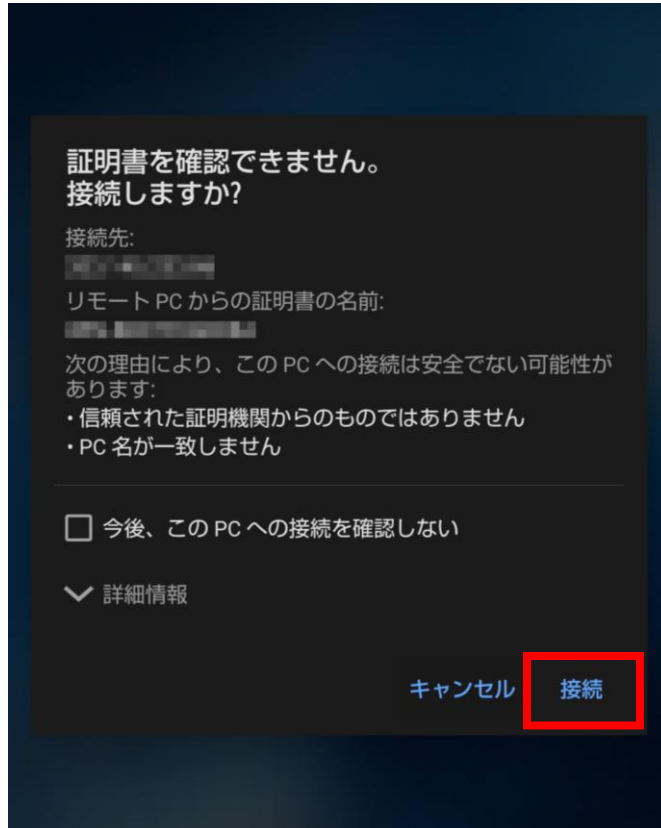 証明書を確認できません。
接続しますか?
接続先:
リモート PC からの証明書の名前:
次の理由により、この PC への接続は安全でない可能性が
あります:
・信頼された証明機関からのものではありません
・PC 名が一致しません
今後、この PC への接続を確認しない
詳細情報
キャンセル 接続